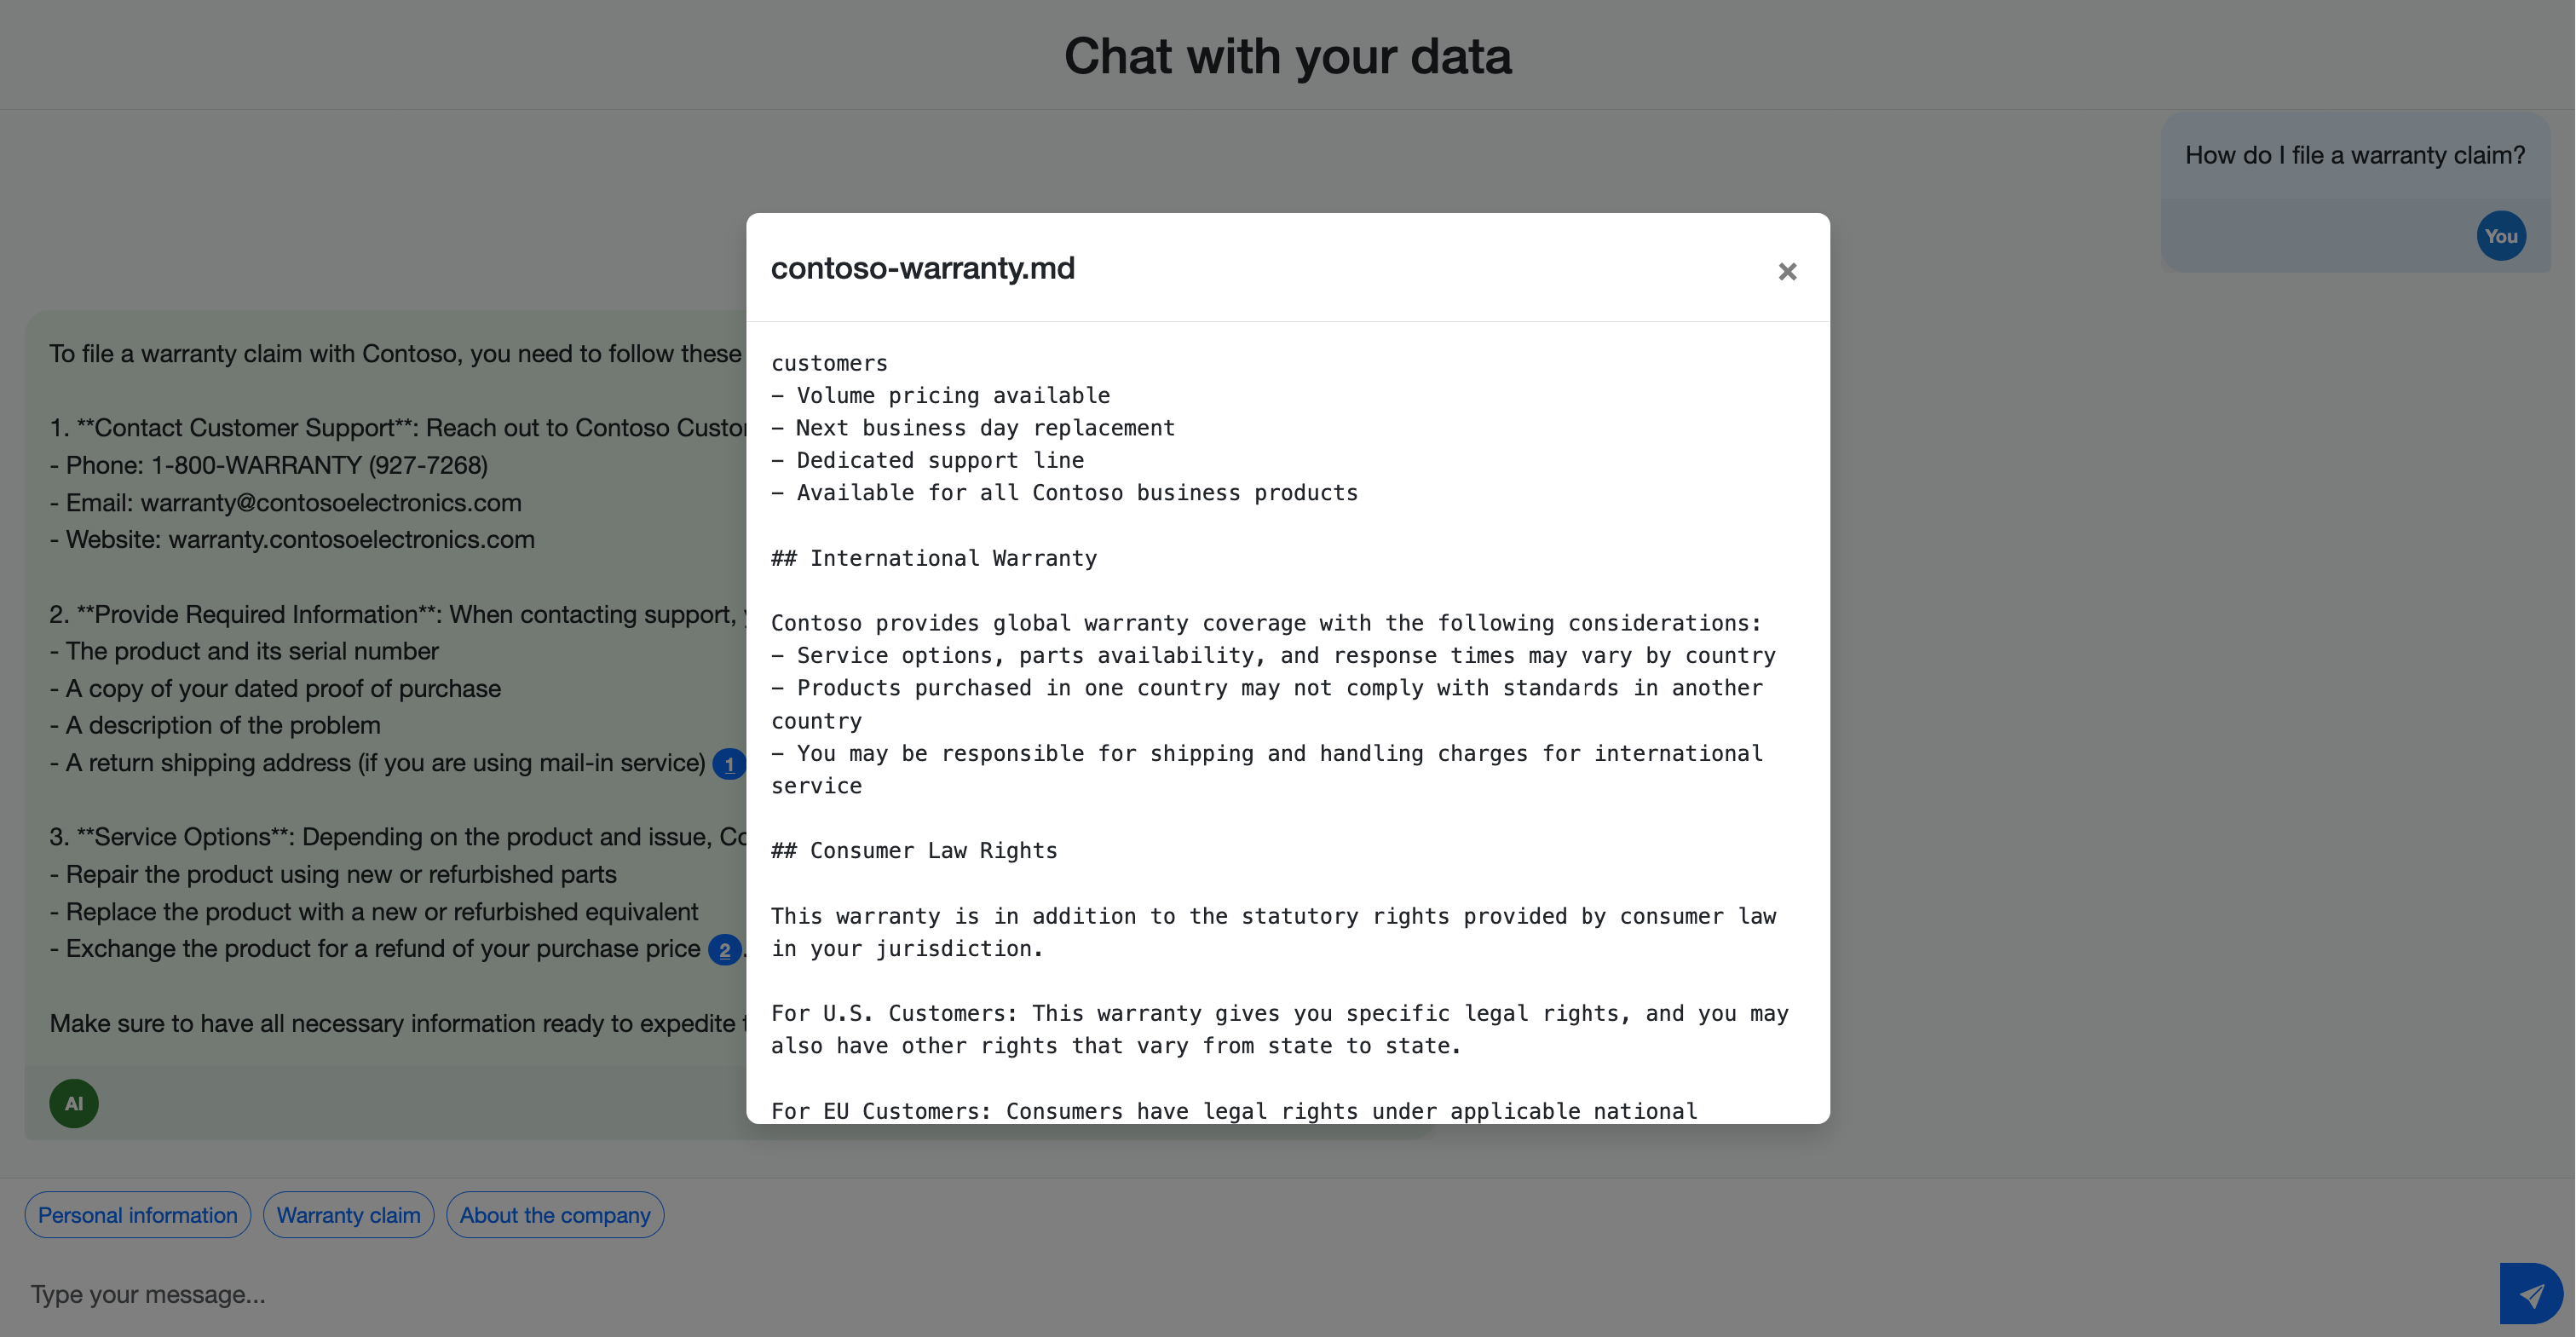 Chat with your data
How do I file a warranty claim?
You
To file a warranty claim with Contoso, you need to follow these
1. **Contact Customer Support**: Reach out to Contoso
- Phone: 1-800-WARRANTY (927-7268)
- Email: warranty@contosoelectronics.com
- Website: warranty.contosoelectronics.com
2. **Provide Required Information**: When contacting support,
- The product and its serial number
- A copy of your dated proof of purchase
- A description of the problem
- A return shipping address (if you are using mail-in service) 1
3. **Service Options**: Depending on the product and issue,
- Repair the product using new or refurbished parts
- Replace the product with a new or refurbished equivalent
- Exchange the product for a refund of your purchase price 2.
Make sure to have all necessary information ready to expedite
AI
contoso-warranty.md
×
customers
- Volume pricing available
- Next business day replacement
- Dedicated support line
- Available for all Contoso business products
## International Warranty
Contoso provides global warranty coverage with the following considerations:
- Service options, parts availability, and response times may vary by country
- Products purchased in one country may not comply with standards in another
country
- You may be responsible for shipping and handling charges for international
service
## Consumer Law Rights
This warranty is in addition to the statutory rights provided by consumer law
in your jurisdiction.
For U.S. Customers: This warranty gives you specific legal rights, and you may
also have other rights that vary from state to state.
For EU Customers: Consumers have legal rights under applicable national
Personal information
Warranty claim
About the company
Type your message...